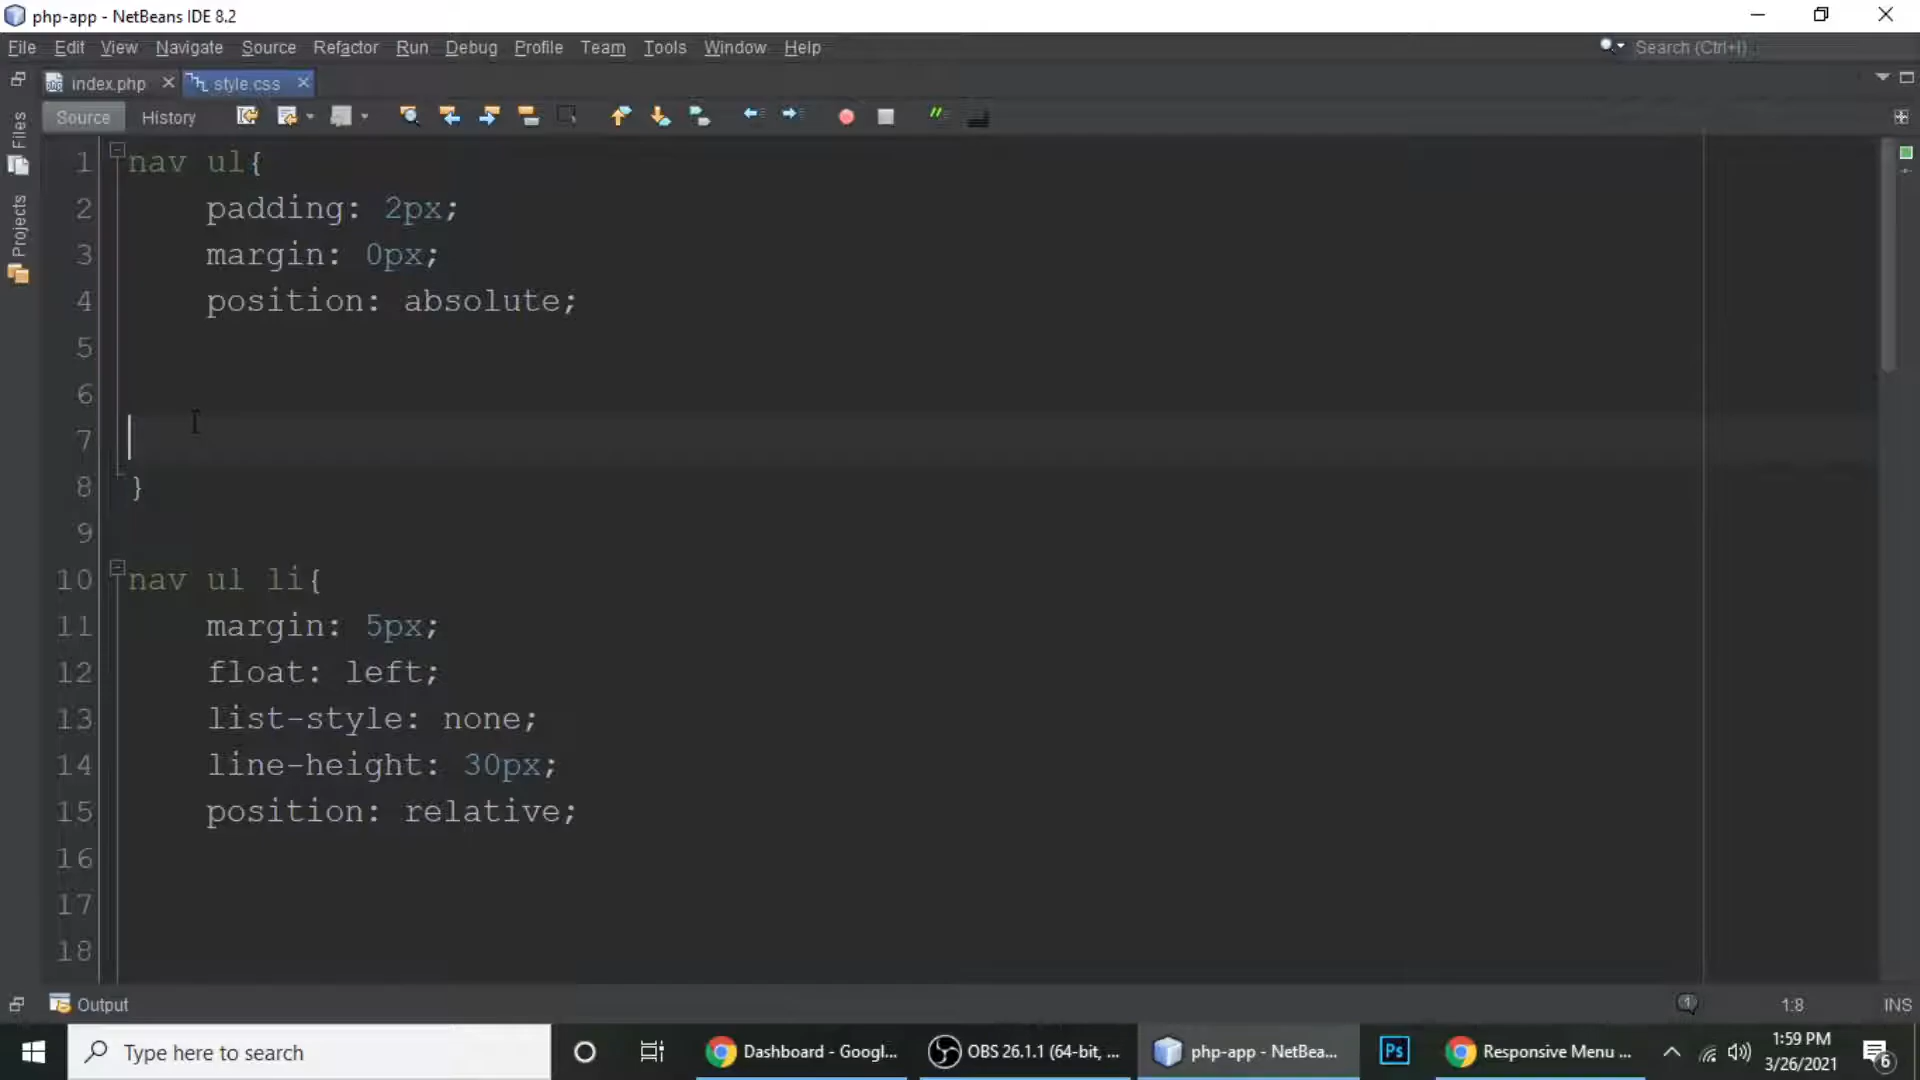 php-app - NetBeans IDE 8.2
File Edit View Navigate Source Refactor Run Debug Profile Team Tools Window Help Search (Ctrl+I)
index.php style.css
Source History
Files
Projects
1 nav ul{
2 padding: 2px;
3 margin: 0px;
4 position: absolute;
5
6
7
8 }
9
10 nav ul li{
11 margin: 5px;
12 float: left;
13 list-style: none;
14 line-height: 30px;
15 position: relative;
16
17
18
Output 1 1:8 INS
Type here to search Dashboard - Googl... OBS 26.1.1 (64-bit, ... php-app - NetBea... Ps Responsive Menu ... 1:59 PM
3/26/2021 6